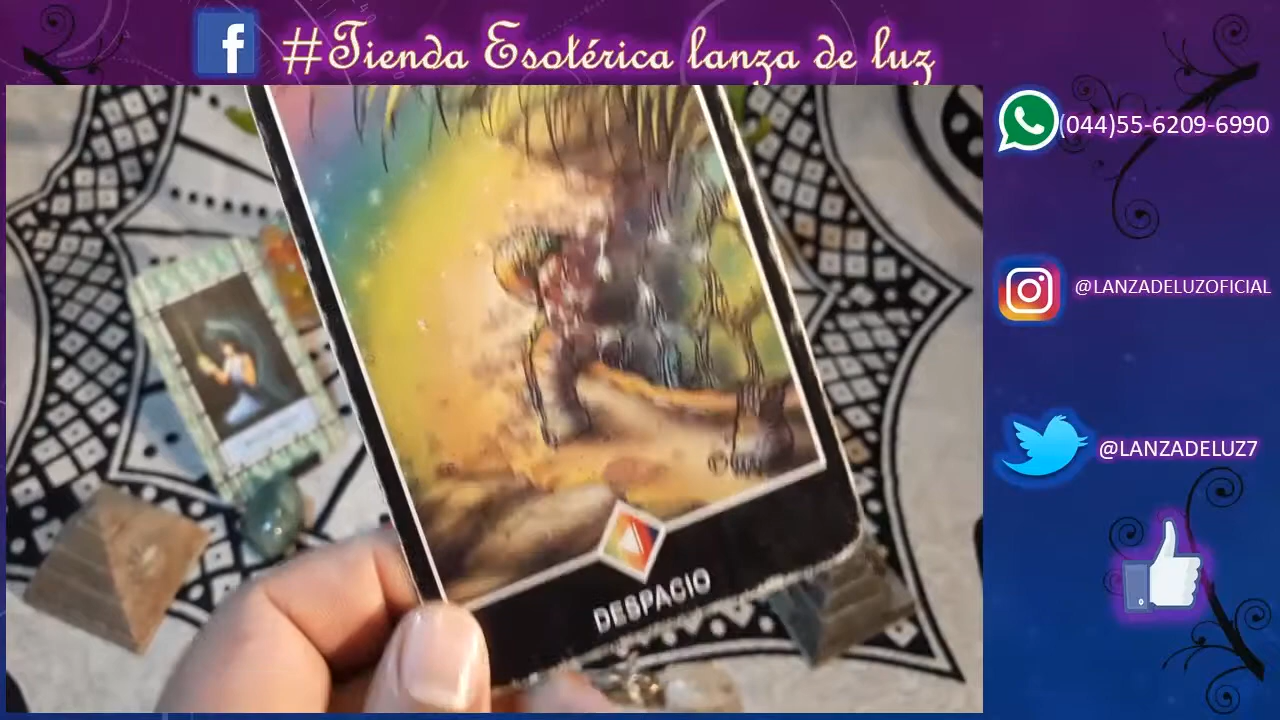 #Tienda Esotérica lanza de luz
(044)55-6209-6990
@LANZADELUZOFICIAL
@LANZADELUZ7
DESPACIO